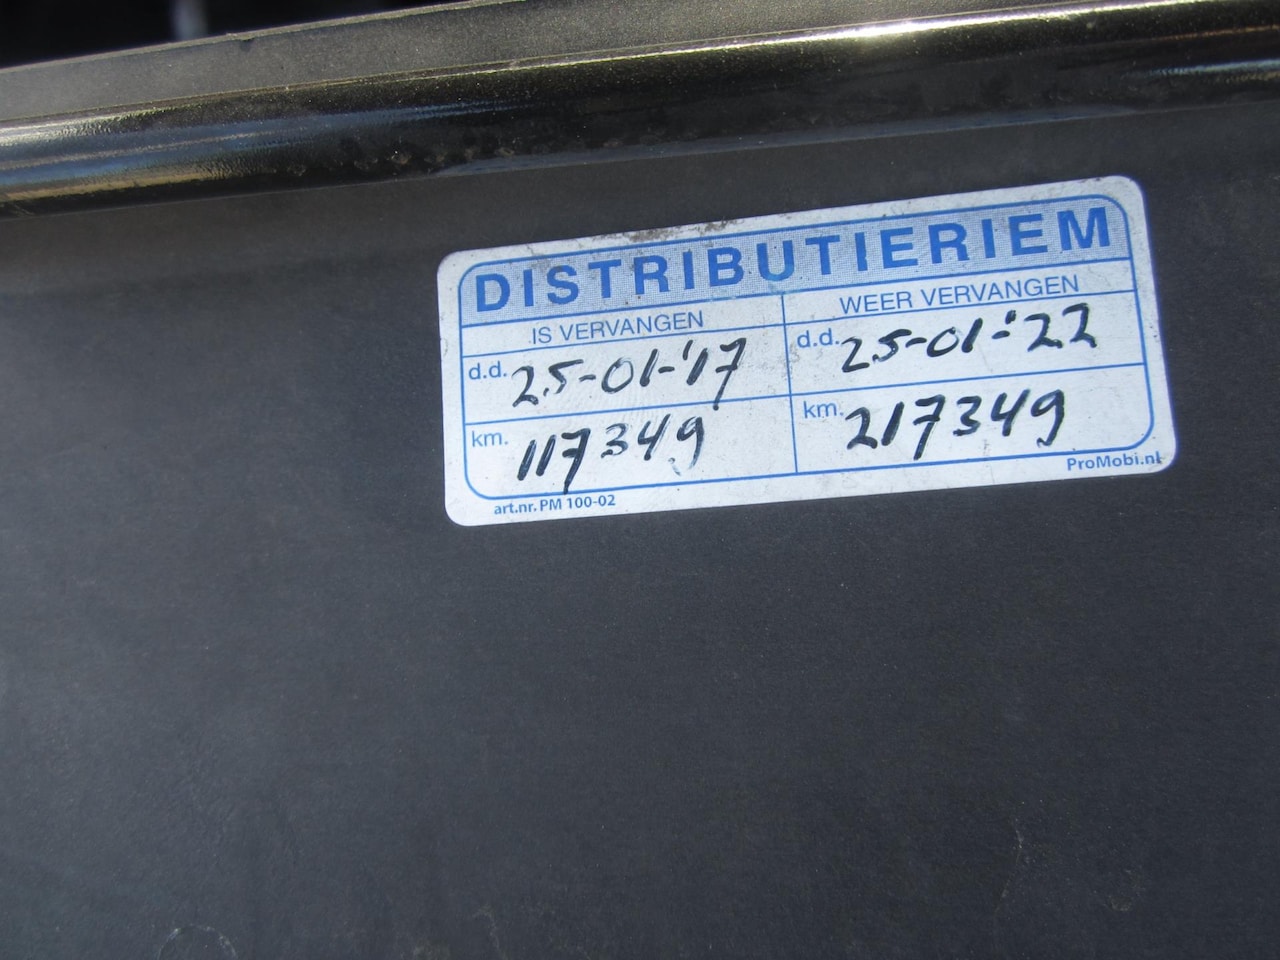 DISTRIBUTIERIEM
IS VERVANGEN
WEER VERVANGEN
d.d. 25-01-'17
d.d. 25-01-'22
km. 117349
km. 217349
art.nr. PM 100-02
ProMobi.nl